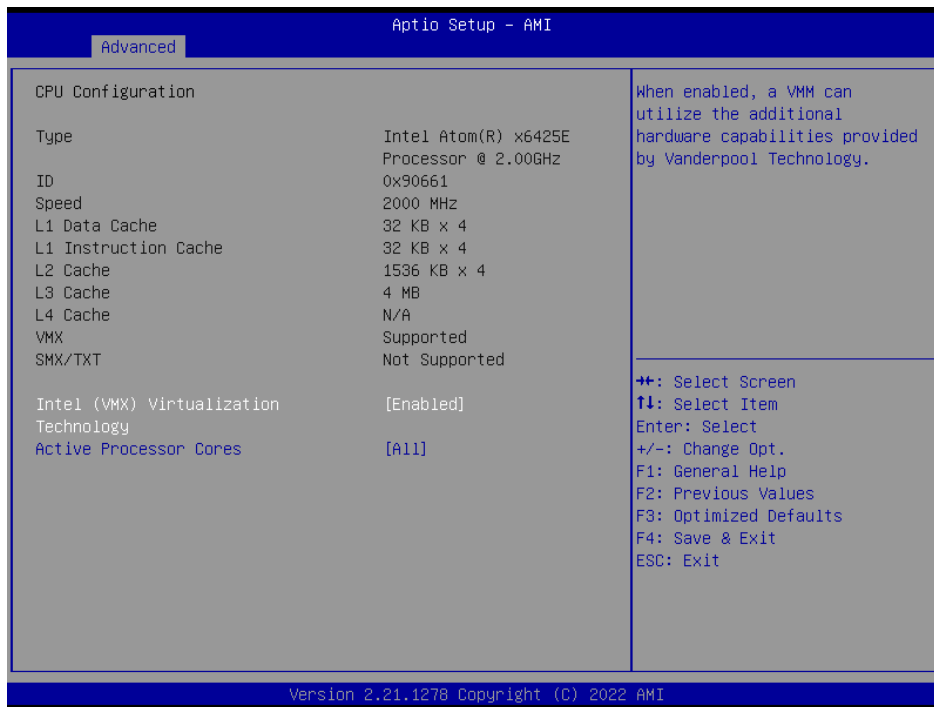 Aptio Setup – AMI
Advanced
CPU Configuration
Type Intel Atom(R) x6425E
Processor @ 2.00GHz
ID 0x90661
Speed 2000 MHz
L1 Data Cache 32 KB x 4
L1 Instruction Cache 32 KB x 4
L2 Cache 1536 KB x 4
L3 Cache 4 MB
L4 Cache N/A
VMX Supported
SMX/TXT Not Supported
Intel (VMX) Virtualization [Enabled]
Technology
Active Processor Cores [All]
When enabled, a VMM can
utilize the additional
hardware capabilities provided
by Vanderpool Technology.
→←: Select Screen
↑↓: Select Item
Enter: Select
+/-: Change Opt.
F1: General Help
F2: Previous Values
F3: Optimized Defaults
F4: Save & Exit
ESC: Exit
Version 2.21.1278 Copyright (C) 2022 AMI